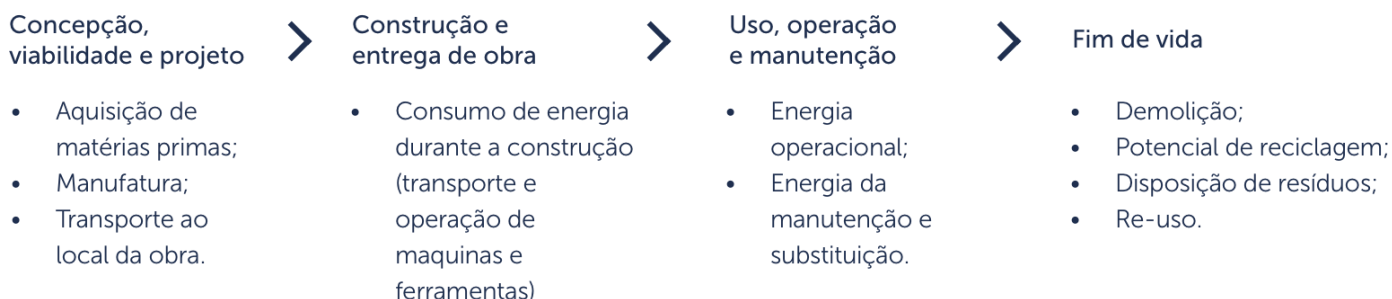 Concepção,
viabilidade e projeto
• Aquisição de
matérias primas;
• Manufatura;
• Transporte ao
local da obra.
Construção e
entrega de obra
• Consumo de energia
durante a construção
(transporte e
operação de
maquinas e
ferramentas)
Uso, operação
e manutenção
• Energia
operacional;
• Energia da
manutenção e
substituição.
Fim de vida
• Demolição;
• Potencial de reciclagem;
• Disposição de resíduos;
• Re-uso.